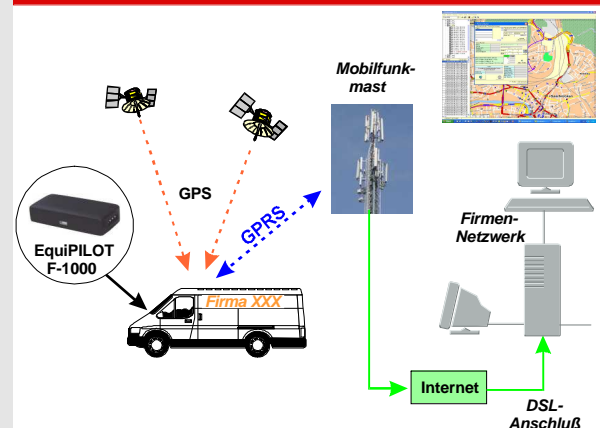 Mobilfunk-
mast
GPS
GPRS
EquiPILOT
F-1000
Firma XXX
Firmen-
Netzwerk
Internet
DSL-
Anschluß